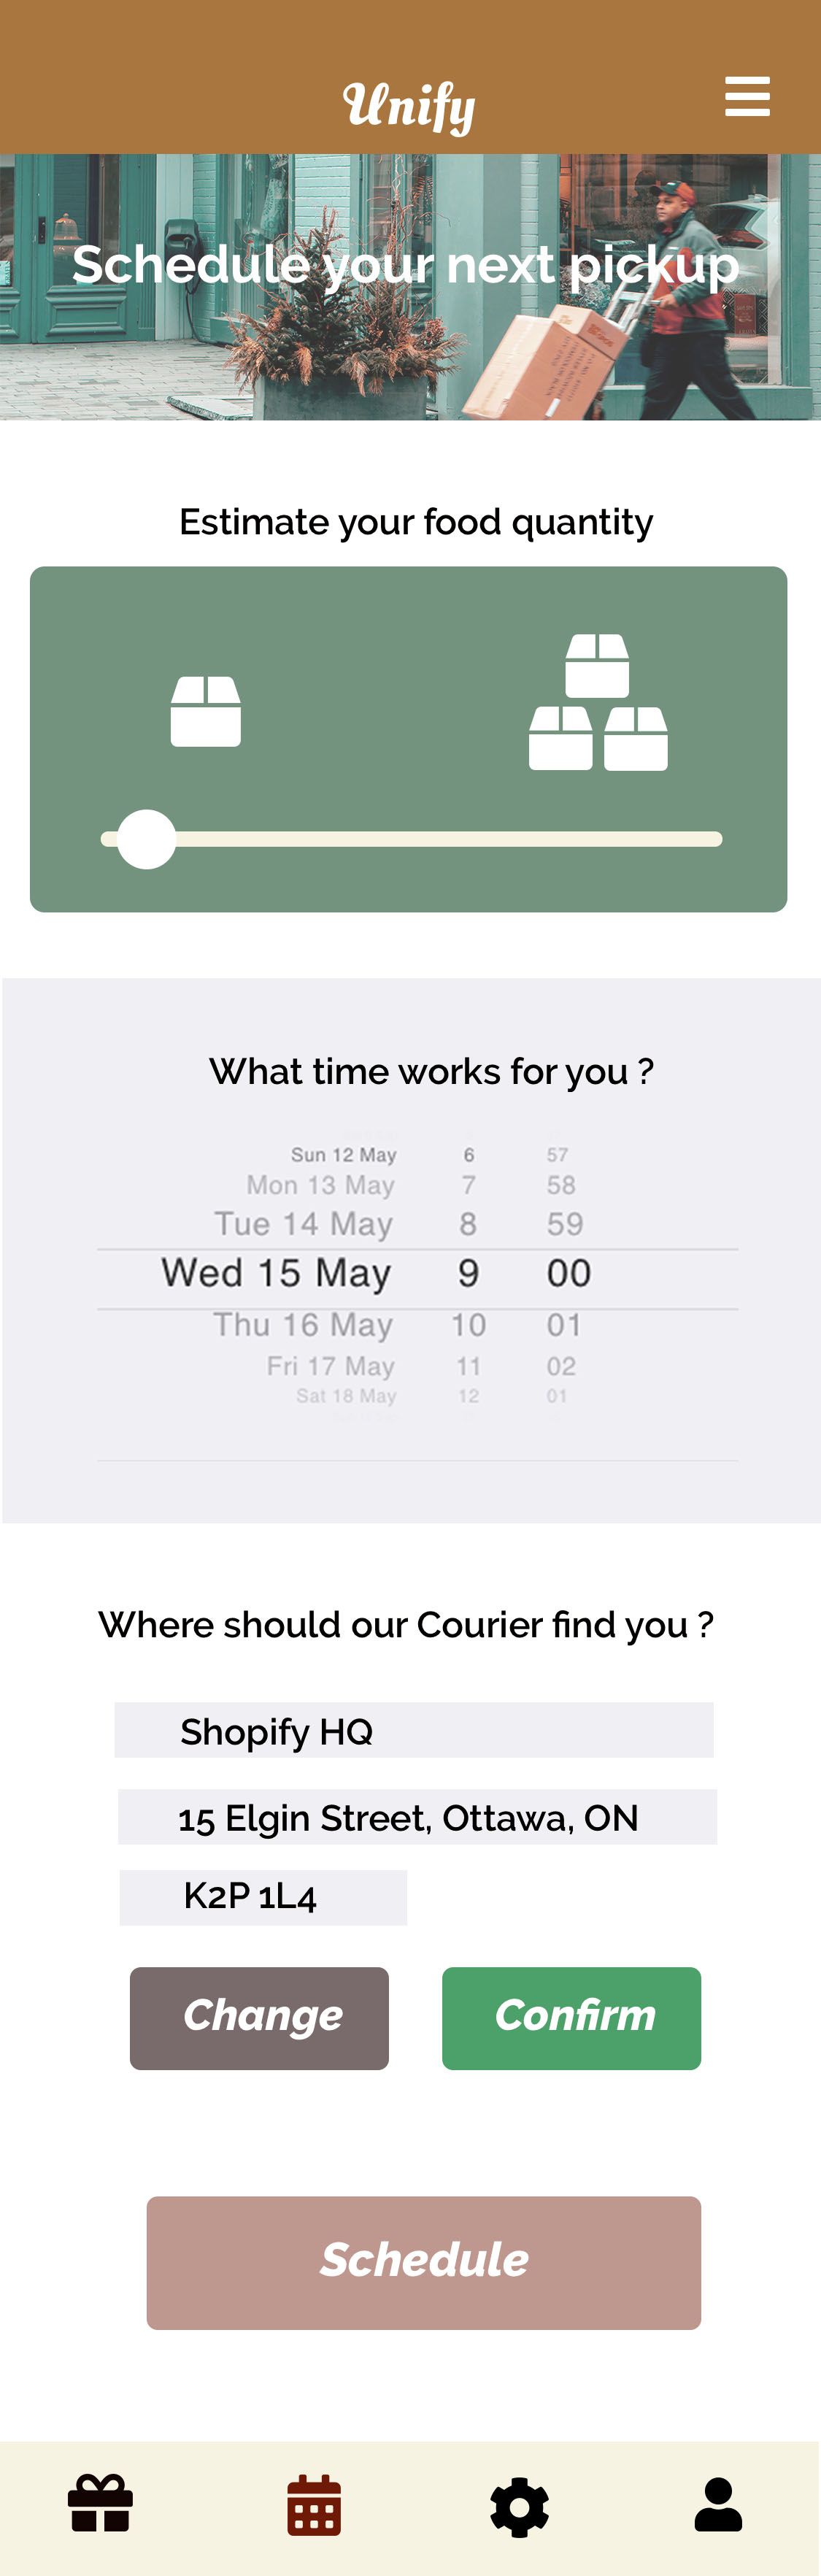 Unify
Schedule your next pickup
Estimate your food quantity
What time works for you ?
Sun 12 May 6 57
Mon 13 May 7 58
Tue 14 May 8 59
Wed 15 May 9 00
Thu 16 May 10 01
Fri 17 May 11 02
Sat 18 May 12 01
Where should our Courier find you ?
Shopify HQ
15 Elgin Street, Ottawa, ON
K2P 1L4
Change Confirm
Schedule